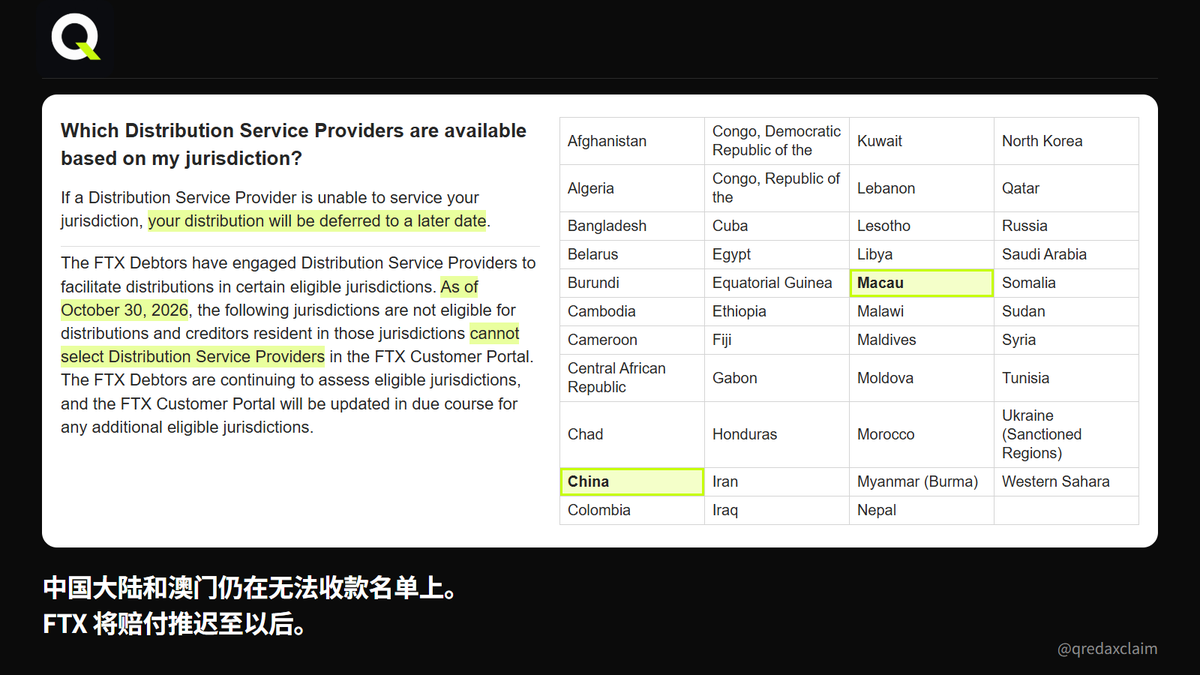 Q
Which Distribution Service Providers are available
based on my jurisdiction?
If a Distribution Service Provider is unable to service your
jurisdiction, your distribution will be deferred to a later date.
The FTX Debtors have engaged Distribution Service Providers to
facilitate distributions in certain eligible jurisdictions. As of
October 30, 2026, the following jurisdictions are not eligible for
distributions and creditors resident in those jurisdictions cannot
select Distribution Service Providers in the FTX Customer Portal.
The FTX Debtors are continuing to assess eligible jurisdictions,
and the FTX Customer Portal will be updated in due course for
any additional eligible jurisdictions.
Afghanistan
Congo, Democratic
Republic of the
Kuwait
North Korea
Algeria
Congo, Republic of
the
Lebanon
Qatar
Bangladesh
Cuba
Lesotho
Russia
Belarus
Egypt
Libya
Saudi Arabia
Burundi
Equatorial Guinea
Macau
Somalia
Cambodia
Ethiopia
Malawi
Sudan
Cameroon
Fiji
Maldives
Syria
Central African
Republic
Gabon
Moldova
Tunisia
Chad
Honduras
Morocco
Ukraine
(Sanctioned
Regions)
China
Iran
Myanmar (Burma)
Western Sahara
Colombia
Iraq
Nepal
中国大陆和澳门仍在无法收款名单上。
FTX 将赔付推迟至以后。
@qredaxclaim